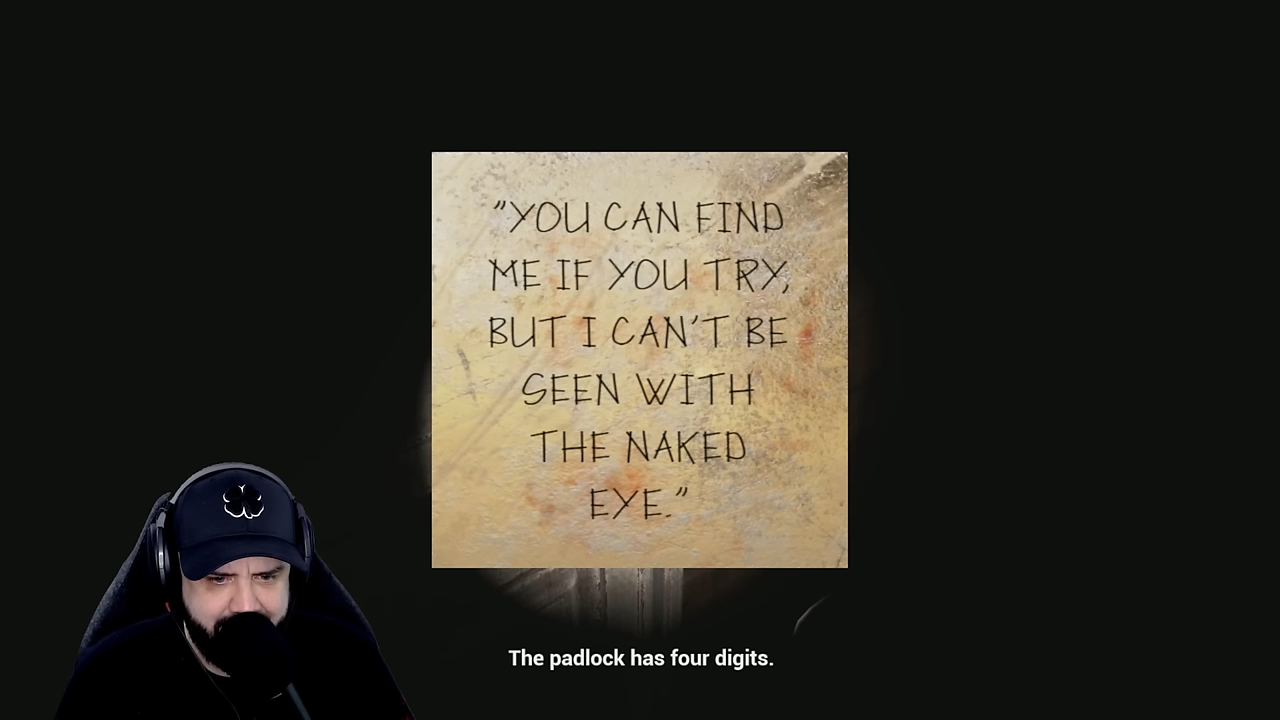 "YOU CAN FIND
ME IF YOU TRY,
BUT I CAN'T BE
SEEN WITH
THE NAKED
EYE."
The padlock has four digits.